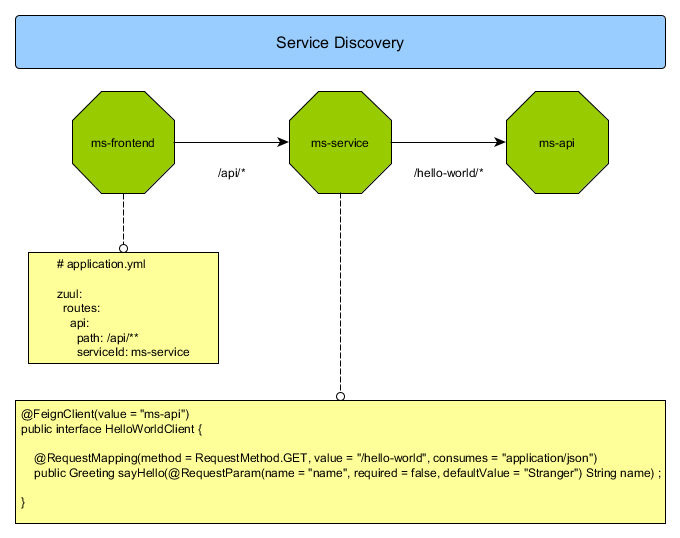 Service Discovery
ms-frontend
ms-service
ms-api
/api/*
/hello-world/*
# application.yml
zuul:
routes:
api:
path: /api/**
serviceId: ms-service
@FeignClient(value = "ms-api")
public interface HelloWorldClient {
@RequestMapping(method = RequestMethod.GET, value = "/hello-world", consumes = "application/json")
public Greeting sayHello(@RequestParam(name = "name", required = false, defaultValue = "Stranger") String name) ;
}